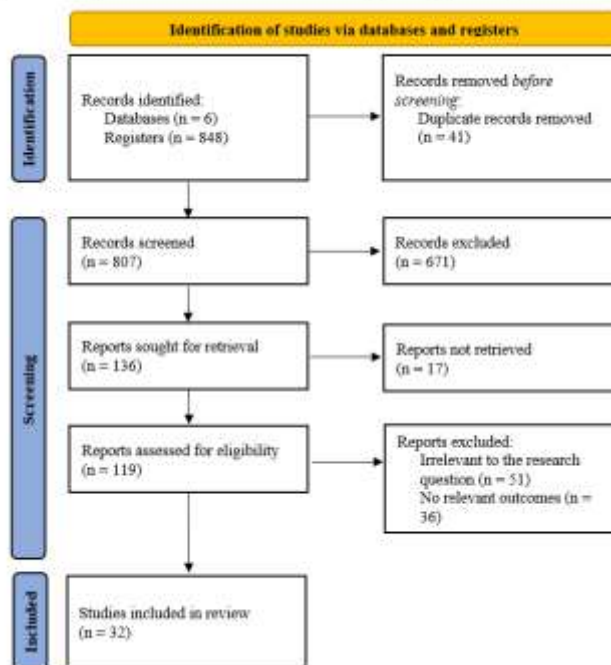 Identification of studies via databases and registers
Identification
Records identified:
Databases (n = 6)
Registers (n = 848)
Records removed before
screening:
Duplicate records removed
(n = 41)
Screening
Records screened
(n = 807)
Records excluded
(n = 671)
Reports sought for retrieval
(n = 136)
Reports not retrieved
(n = 17)
Reports assessed for eligibility
(n = 119)
Reports excluded:
Irrelevant to the research
question (n = 51)
No relevant outcomes (n =
36)
Included
Studies included in review
(n = 32)